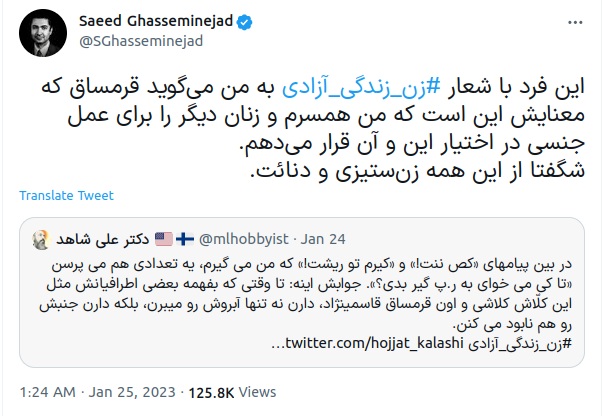 Saeed Ghasseminejad
@SGhasseminejad
این فرد با شعار #زن_زندگی_آزادی به من می‌گوید قرمساق که
معنایش این است که من همسرم و زنان دیگر را برای عمل
جنسی در اختیار این و آن قرار می‌دهم.
شگفتا از این همه زن‌ستیزی و دنائت.
Translate Tweet
دکتر علی شاهد @mlhobbyist · Jan 24
در بین پیامهای «کص ننت!» و «کیرم تو ریشت!» که من می گیرم، یه تعدادی هم می پرسن
«تا کی می خوای به ر.پ گیر بدی؟». جوابش اینه: تا وقتی که بفهمه بعضی اطرافیانش مثل
این کلّاش کلاشی و اون قرمساق قاسمینژاد، دارن نه تنها آبروش رو میبرن، بلکه دارن جنبش
رو هم نابود می کنن.
#زن_زندگی_آزادی twitter.com/hojjat_kalashi…
1:24 AM · Jan 25, 2023 · 125.8K Views